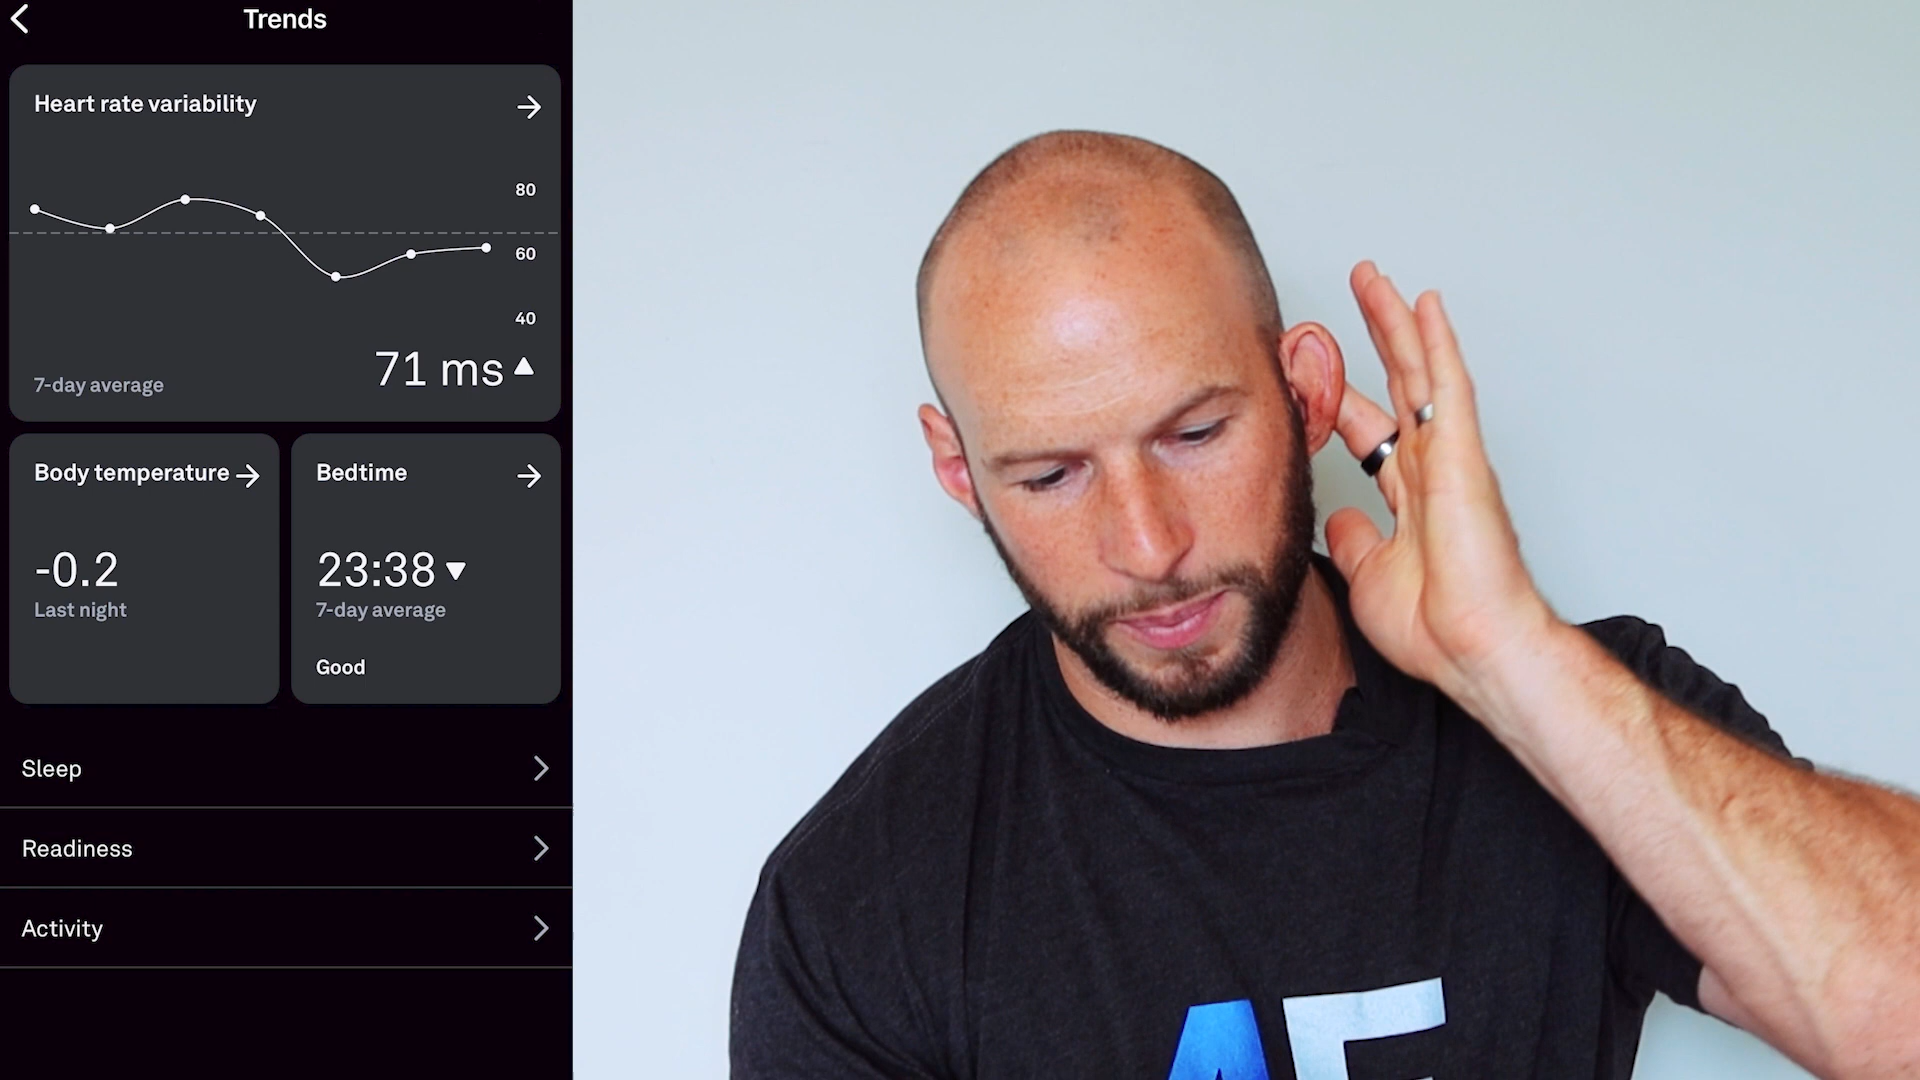 Trends
Heart rate variability
80
60
40
7-day average
71 ms
Body temperature
-0.2
Last night
Bedtime
23:38
7-day average
Good
Sleep
Readiness
Activity
AF